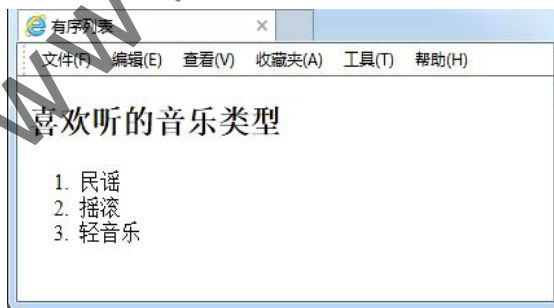 有序列表
文件(F) 编辑(E) 查看(V) 收藏夹(A) 工具(T) 帮助(H)
喜欢听的音乐类型
1. 民谣
2. 摇滚
3. 轻音乐